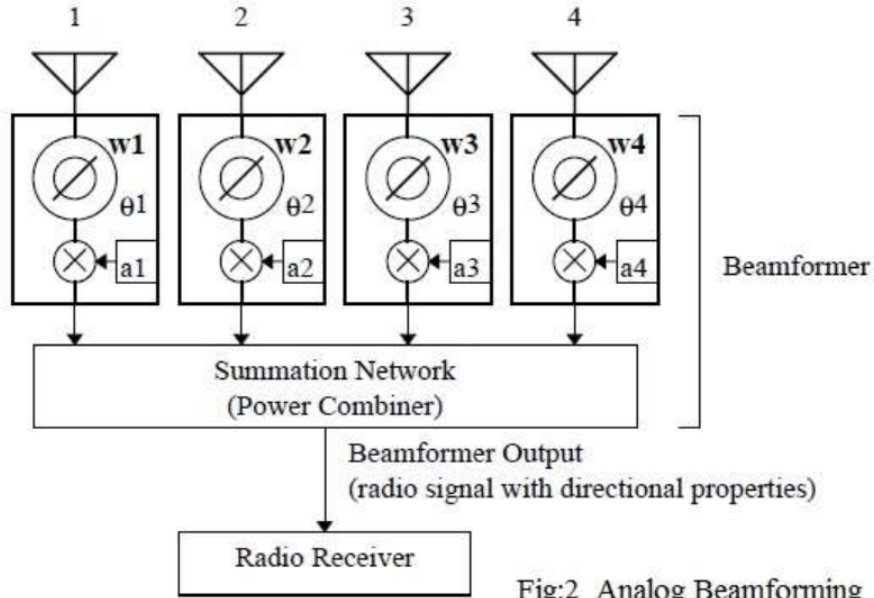 1 2 3 4
w1 w2 w3 w4
θ1 θ2 θ3 θ4
a1 a2 a3 a4
Beamformer
Summation Network
(Power Combiner)
Beamformer Output
(radio signal with directional properties)
Radio Receiver
Fig:2 Analog Beamforming